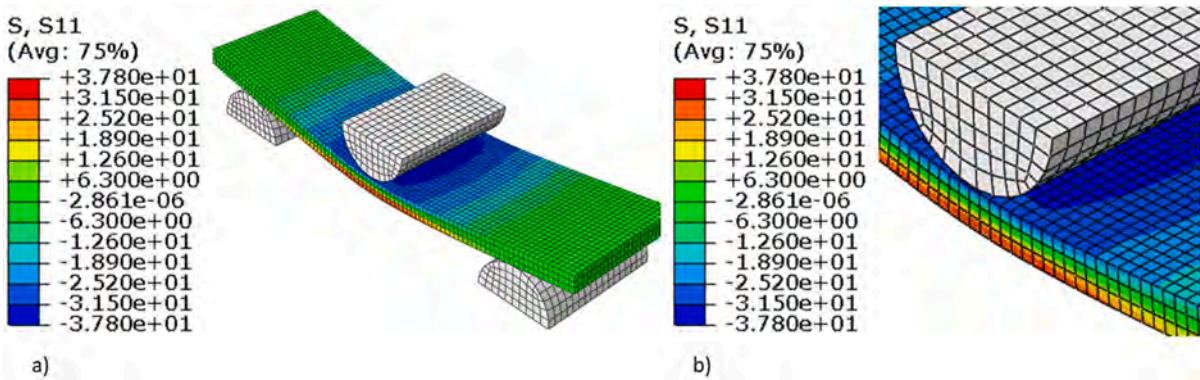 S, S11
(Avg: 75%)
+3.780e+01
+3.150e+01
+2.520e+01
+1.890e+01
+1.260e+01
+6.300e+00
-2.861e-06
-6.300e+00
-1.260e+01
-1.890e+01
-2.520e+01
-3.150e+01
-3.780e+01
a)
S, S11
(Avg: 75%)
+3.780e+01
+3.150e+01
+2.520e+01
+1.890e+01
+1.260e+01
+6.300e+00
-2.861e-06
-6.300e+00
-1.260e+01
-1.890e+01
-2.520e+01
-3.150e+01
-3.780e+01
b)